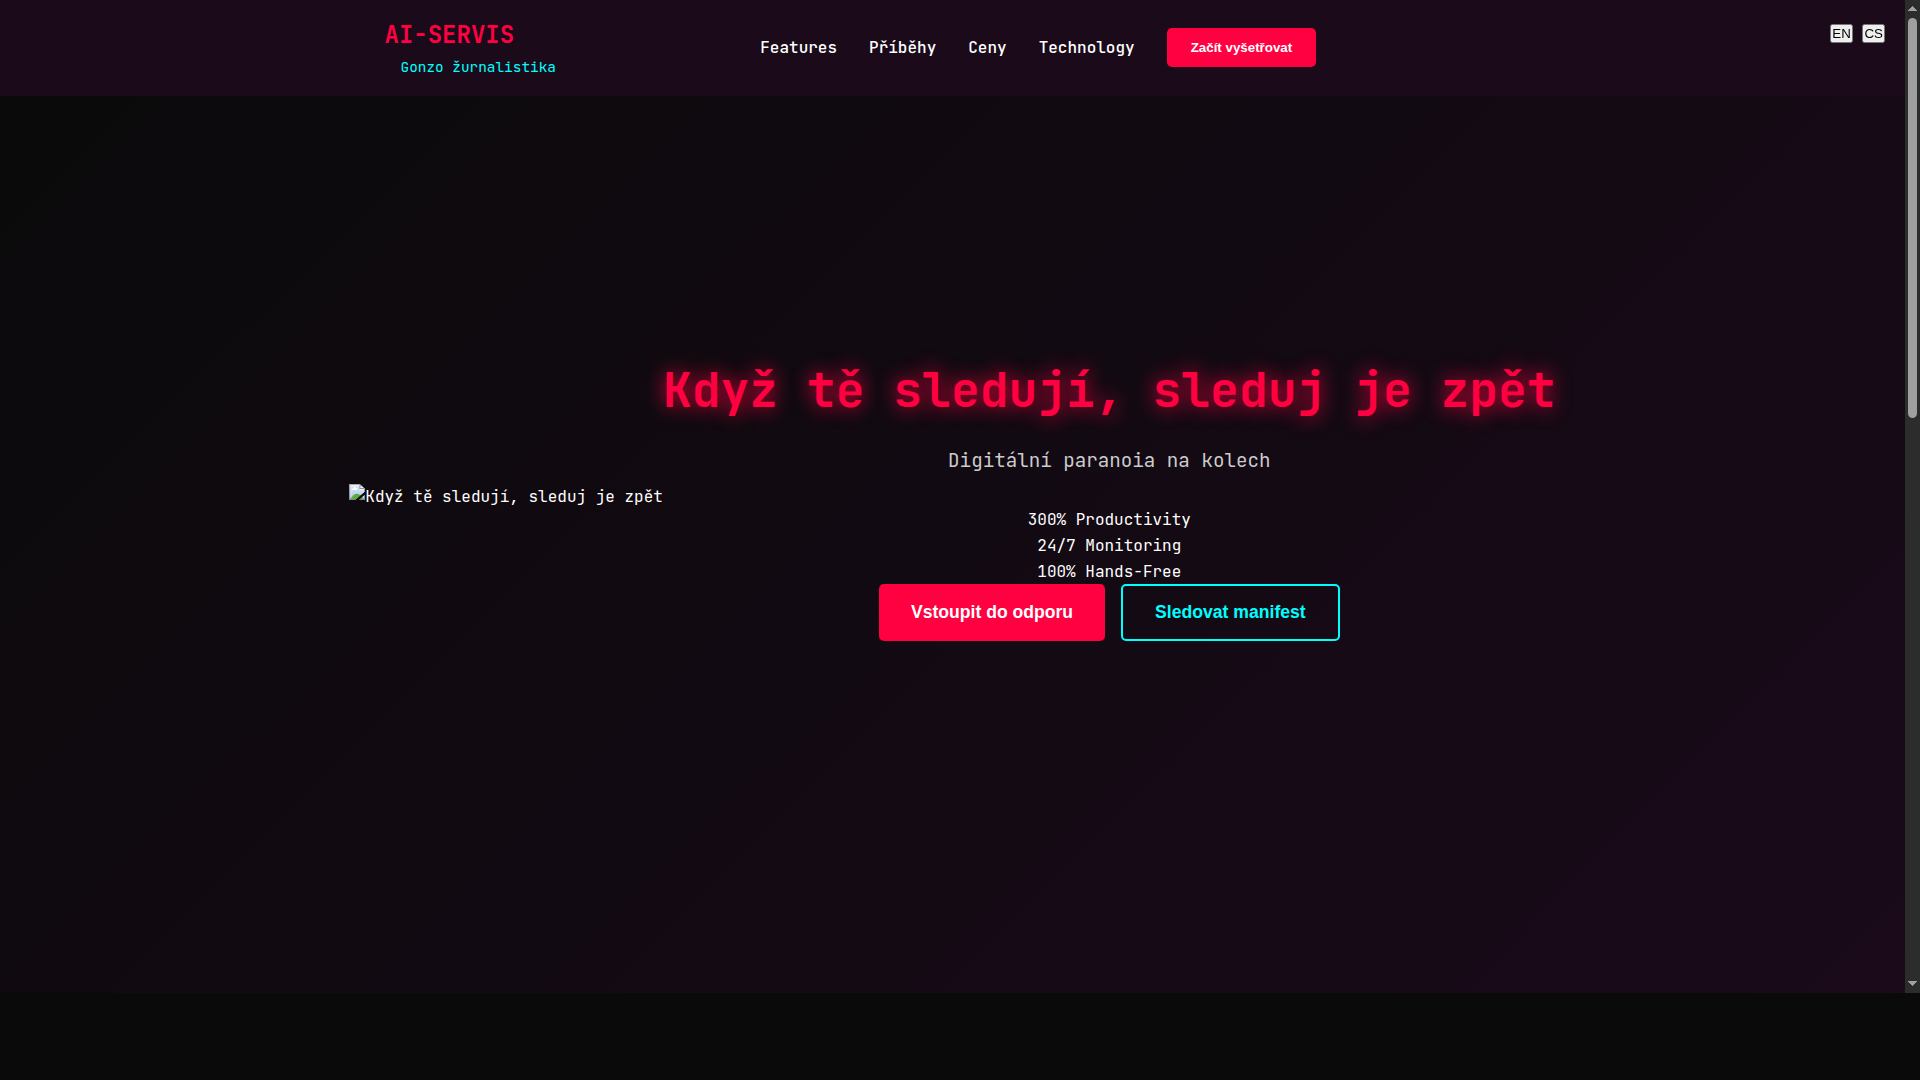 AI-SERVIS
Gonzo žurnalistika
Features
Příběhy
Ceny
Technology
Začít vyšetřovat
EN
CS
Když tě sledují, sleduj je zpět
Digitální paranoia na kolech
Když tě sledují, sleduj je zpět
300% Productivity
24/7 Monitoring
100% Hands-Free
Vstoupit do odporu
Sledovat manifest